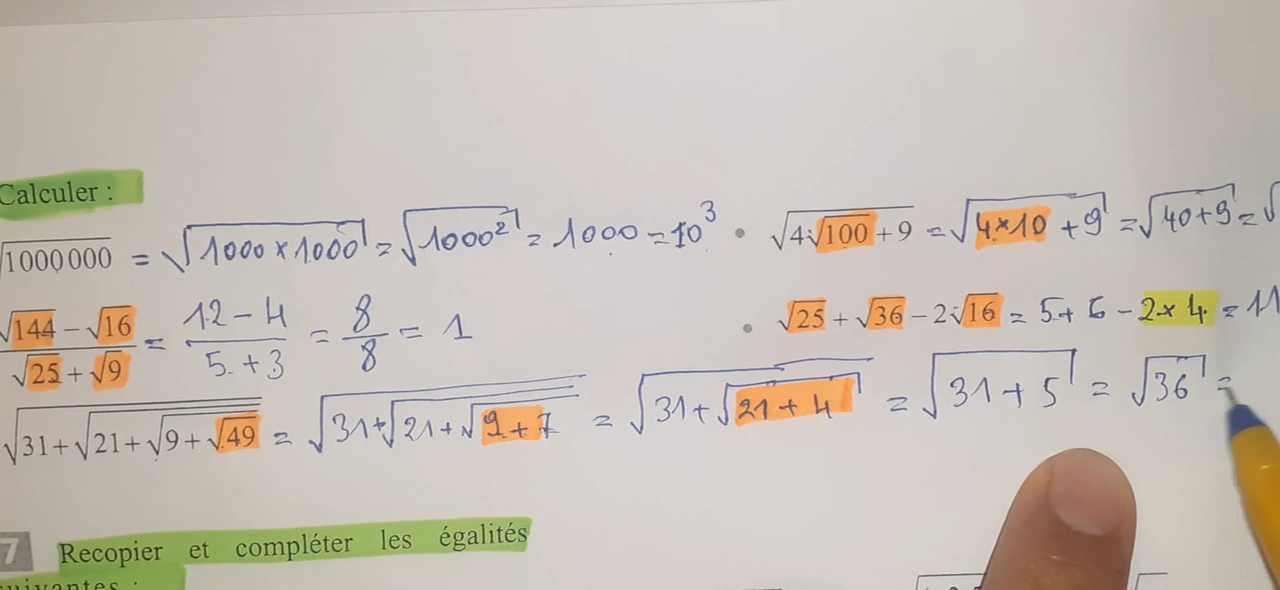 Calculer :
√1000000 = √(1000×1000) = √(1000²) = 1000 = 10³ • √(4√100+9) = √(4×10+9) = √(40+9) = √
(√144 − √16)/(√25 + √9) = (12−4)/(5+3) = 8/8 = 1 • √25 + √36 − 2√16 = 5+6−2×4 = 11
√(31+√(21+√(9+√49))) = √(31+√(21+√(9+7))) = √(31+√(21+4)) = √(31+5) = √36 =
7 Recopier et compléter les égalités